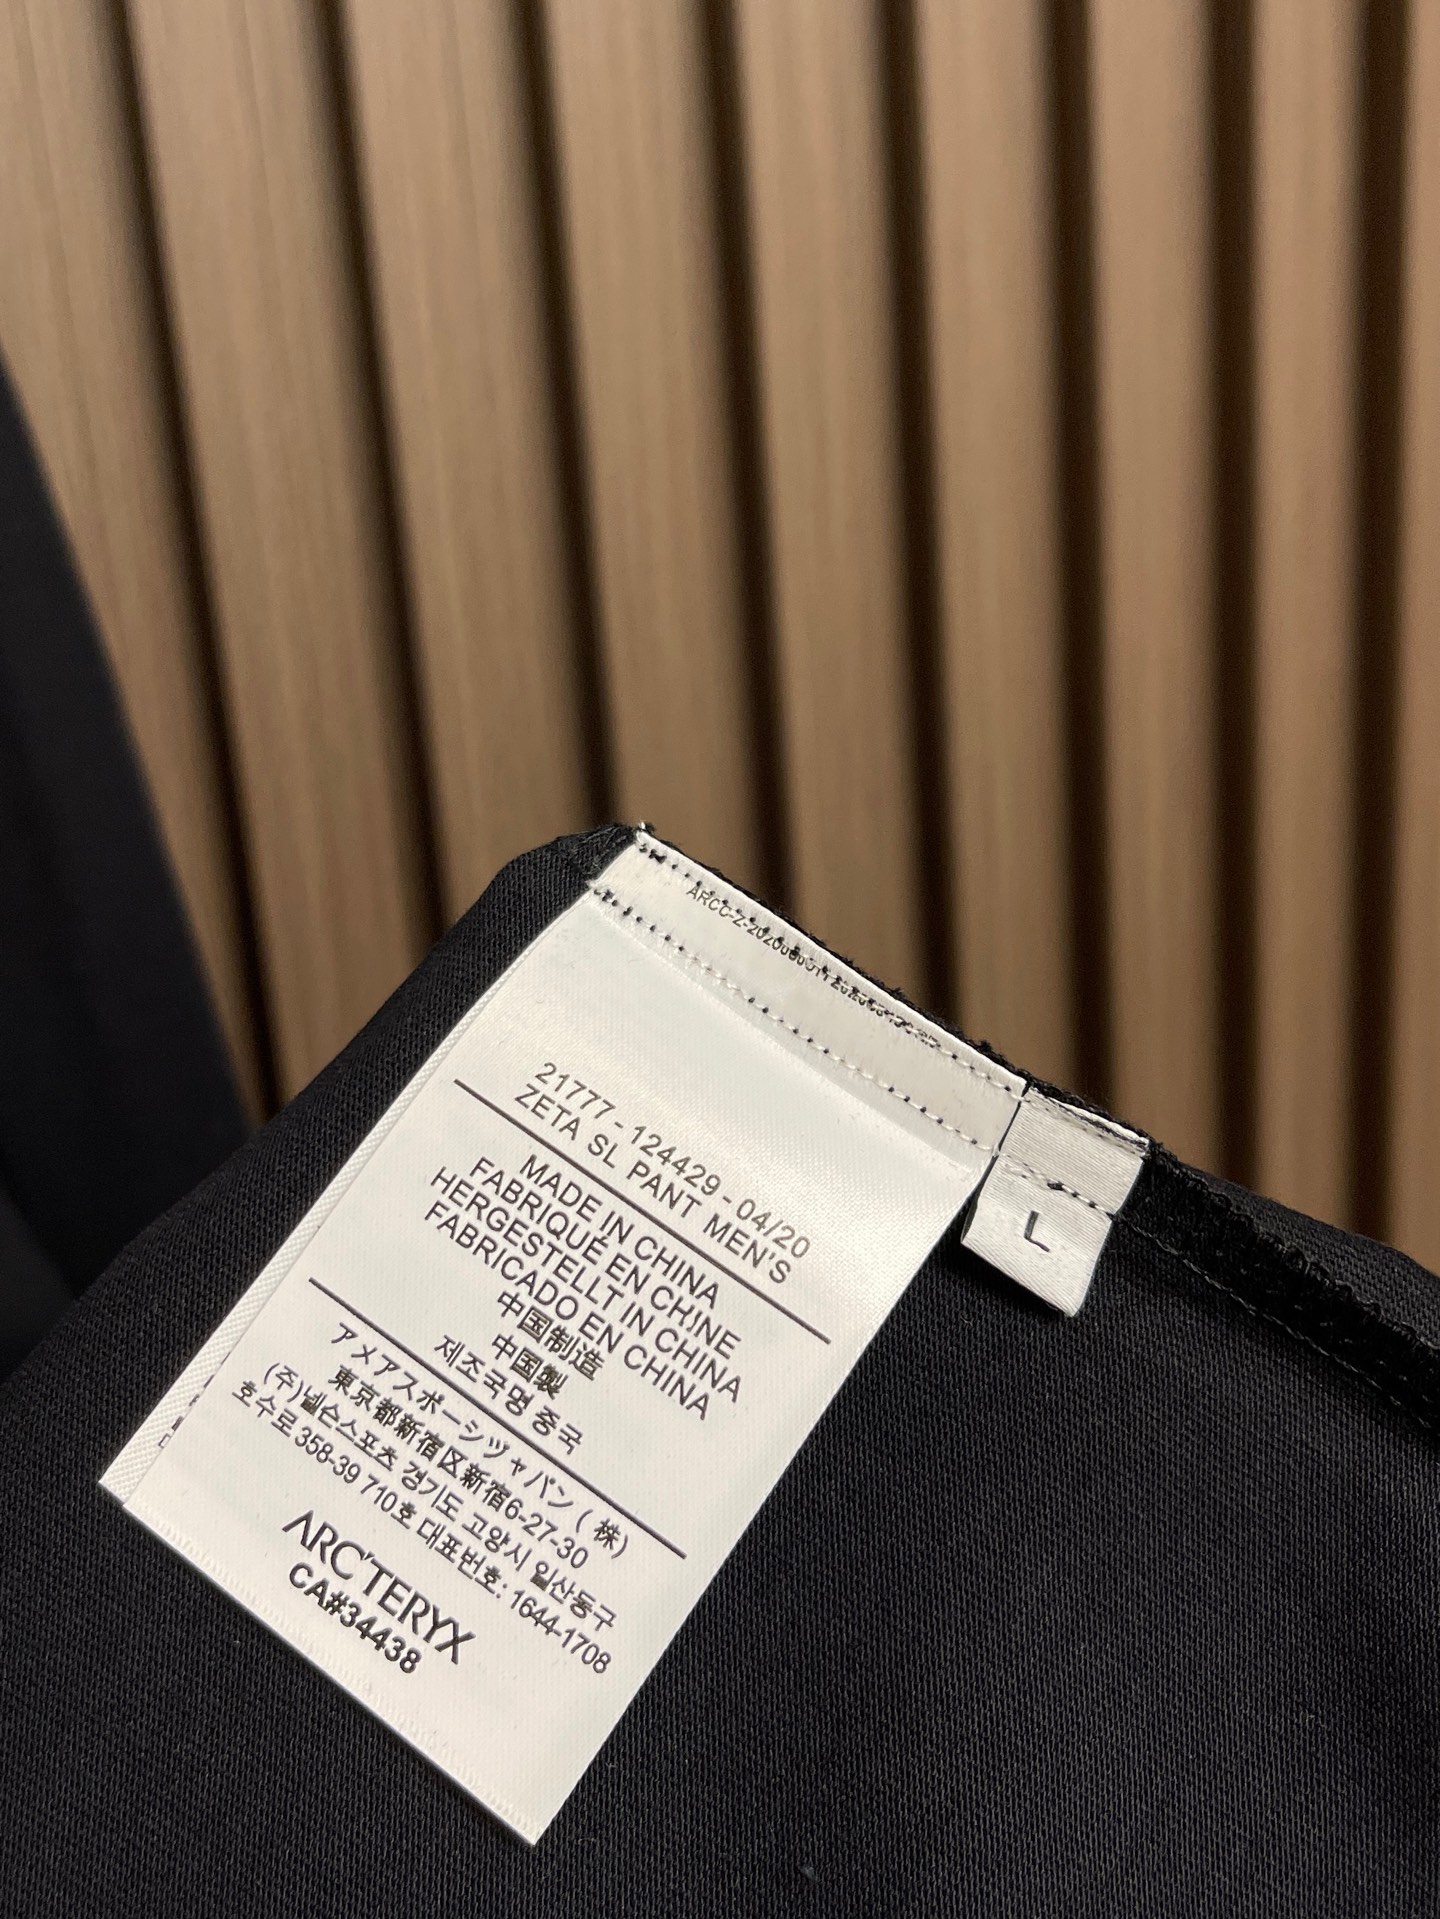 21777 - 124429 - 04/20
ZETA SL PANT MEN'S
MADE IN CHINA
FABRIQUÉ EN CHINE
HERGESTELLT IN CHINA
FABRICADO EN CHINA
中国制造
中国製
제조국명 중국
アメアスポーシヅャパン ( 株)
東京都新宿区新宿6-27-30
(주)넬슨스포츠 경기도 고양시 일산동구
호수로 358-39 710호 대표번호: 1644-1708
ARC'TERYX
CA#34438
L